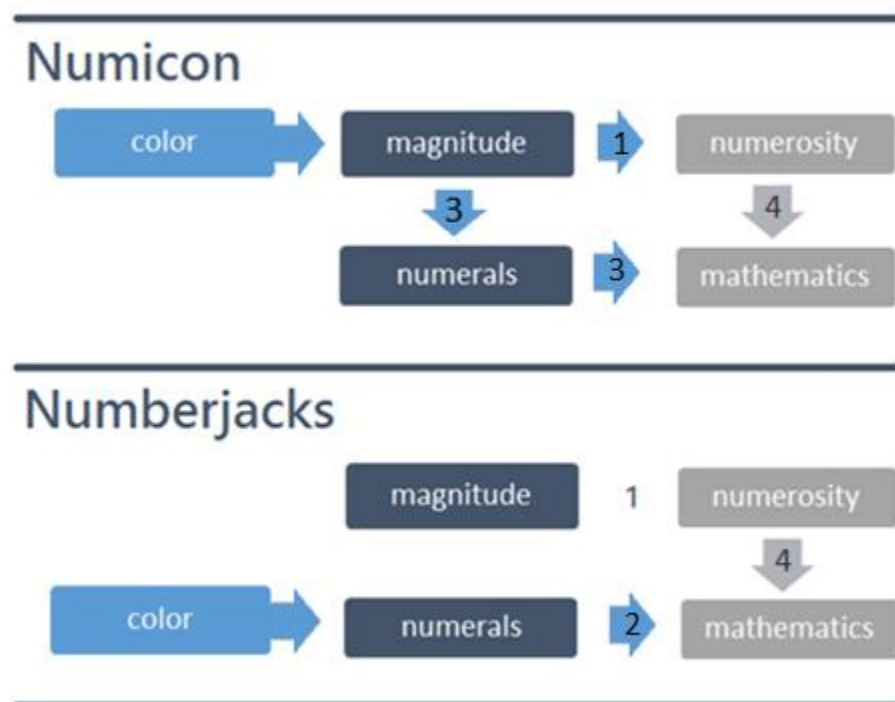 Numicon
color magnitude 1 numerosity
3 4
numerals 3 mathematics
Numberjacks
magnitude 1 numerosity
4
color numerals 2 mathematics